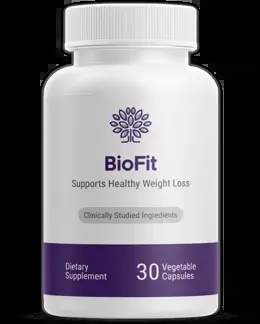 BioFit
Supports Healthy Weight Loss
Clinically Studied Ingredients
Dietary
Supplement
30 Vegetable
Capsules